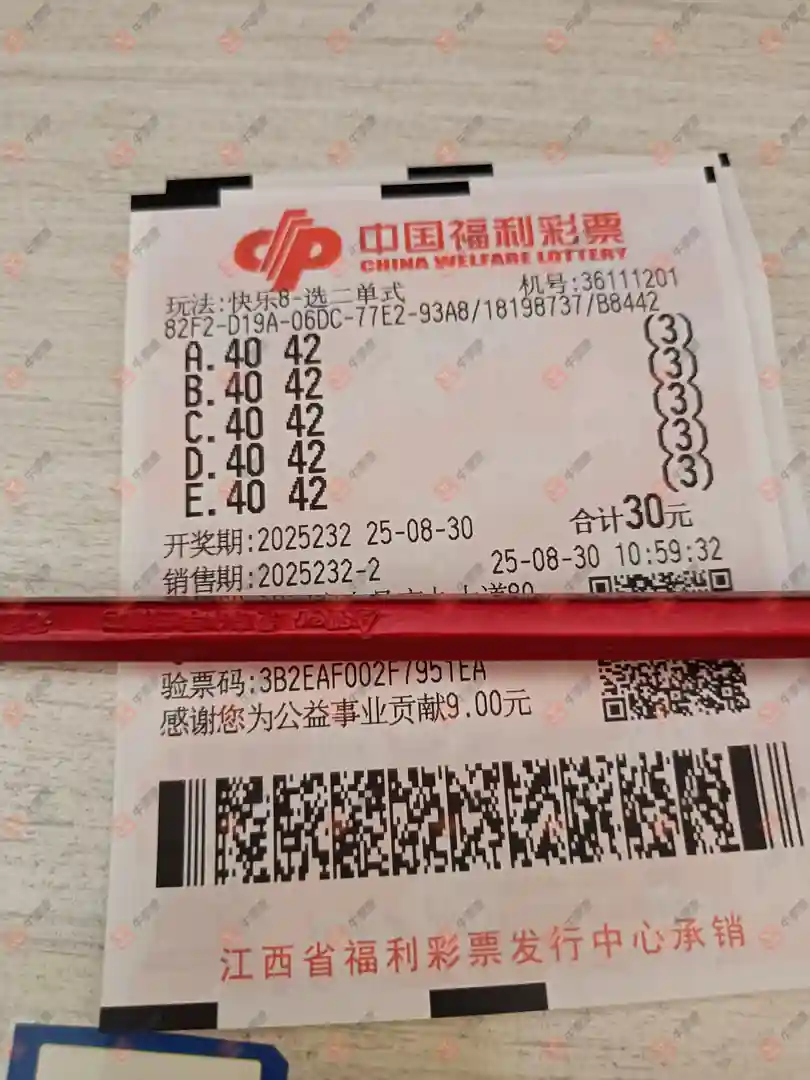 中国福利彩票
CHINA WELFARE LOTTERY
玩法:快乐8-选二单式 机号:36111201
82F2-D19A-06DC-77E2-93A8/18198737/B8442
A.40 42 (3)
B.40 42 (3)
C.40 42 (3)
D.40 42 (3)
E.40 42 (3)
开奖期:2025232 25-08-30 合计30元
销售期:2025232-2 25-08-30 10:59:32
验票码:3B2EAF002F7951EA
感谢您为公益事业贡献9.00元
江西省福利彩票发行中心承销